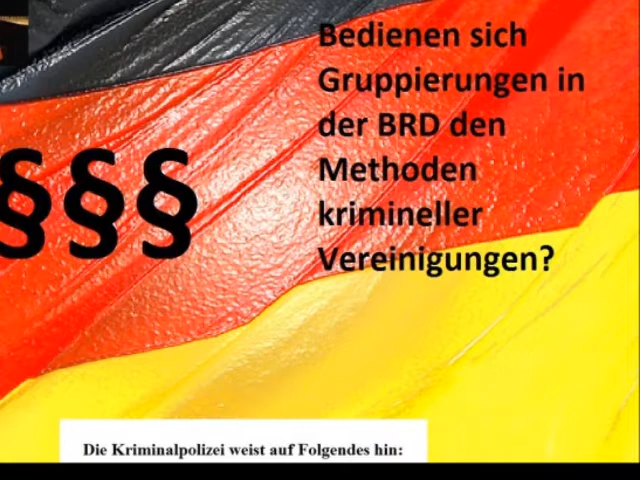 Bedienen sich
Gruppierungen in
der BRD den
Methoden
krimineller
Vereinigungen?
§§§
Die Kriminalpolizei weist auf Folgendes hin: